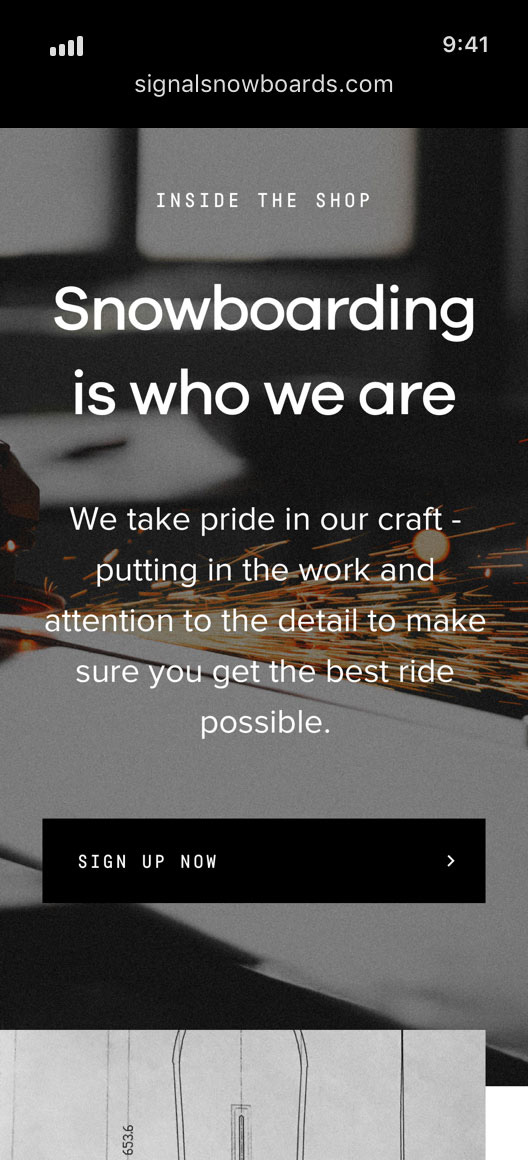 9:41
signalsnowboards.com
INSIDE THE SHOP
Snowboarding
is who we are
We take pride in our craft -
putting in the work and
attention to the detail to make
sure you get the best ride
possible.
SIGN UP NOW
653.6